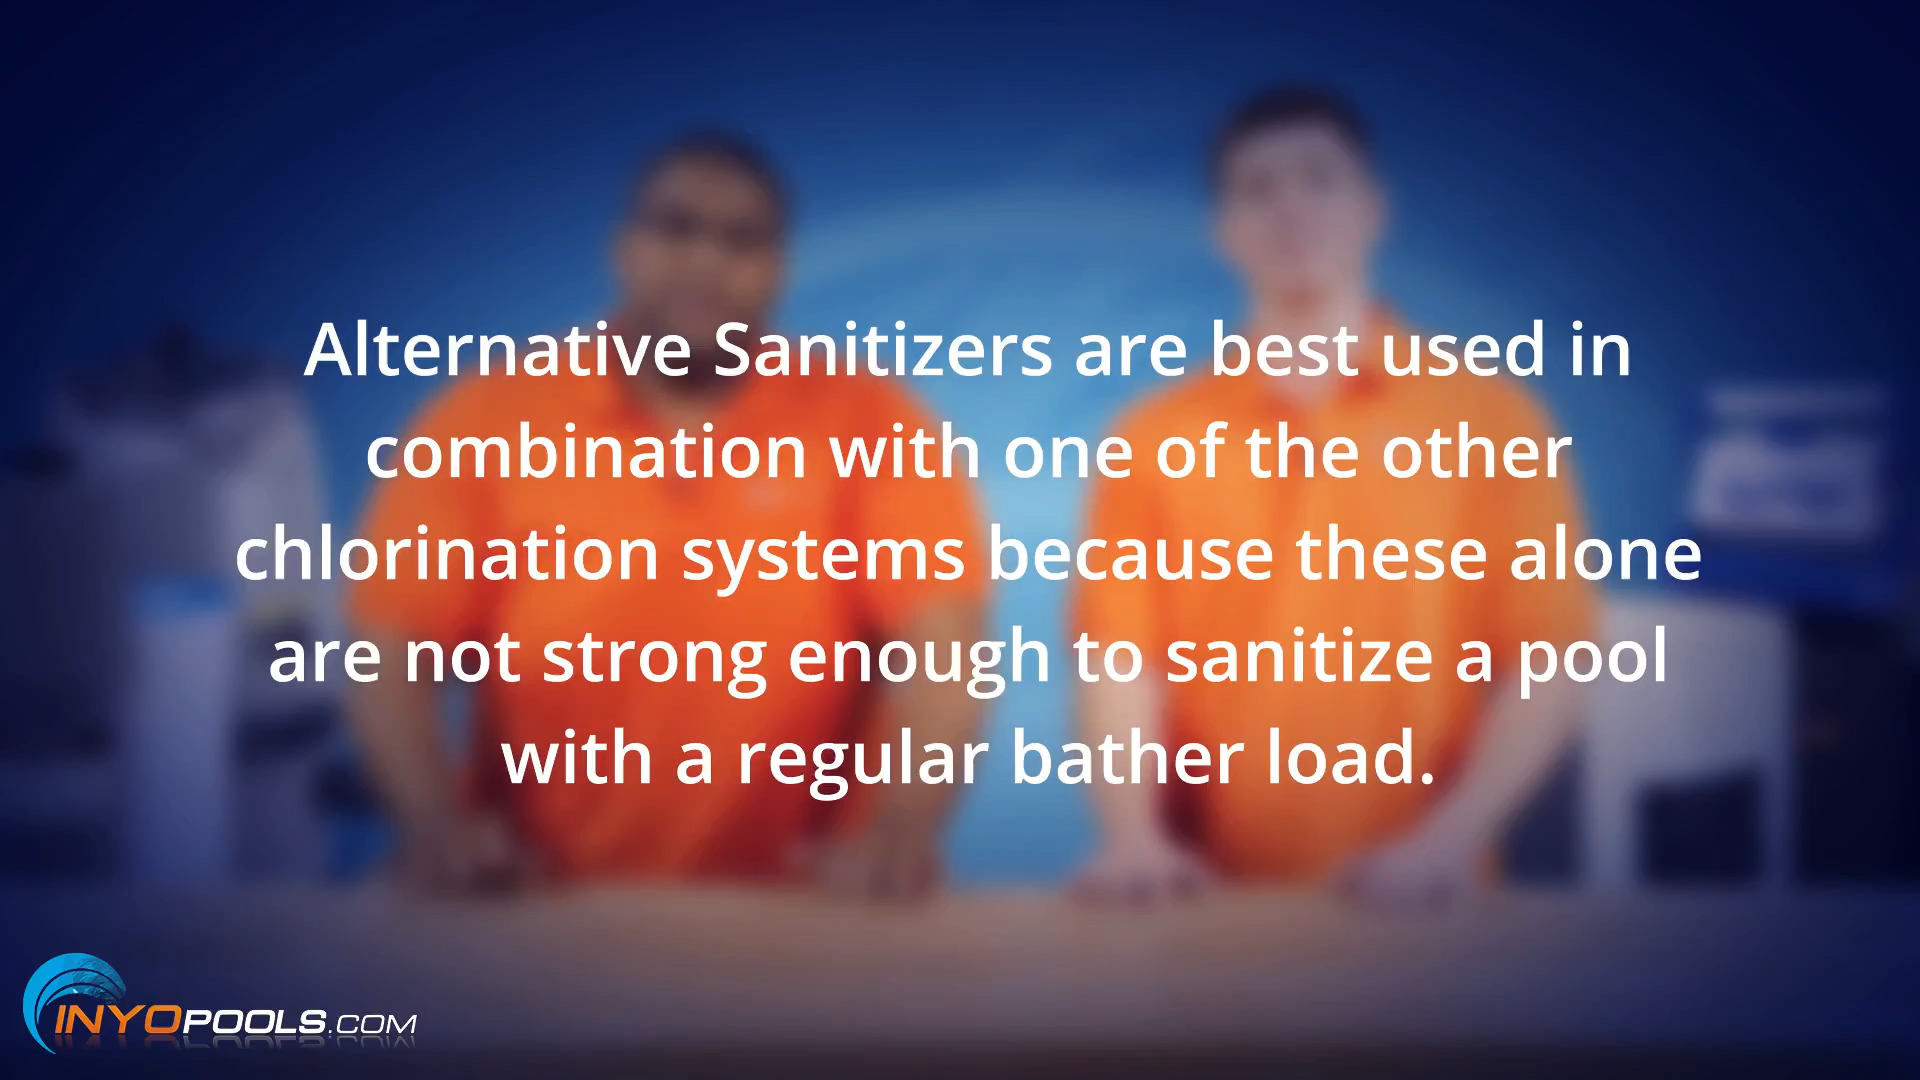 Alternative Sanitizers are best used in
combination with one of the other
chlorination systems because these alone
are not strong enough to sanitize a pool
with a regular bather load.
INYOPOOLS.COM